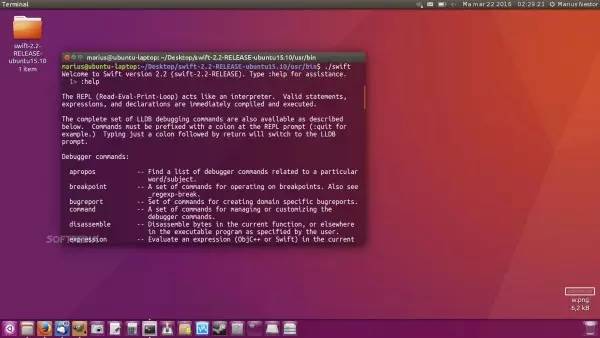 Terminal
Ma mar 22 2016 02:29:21 Marius Nestor
swift-2.2-
RELEASE-
ubuntu15.10
1 item
marius@ubuntu-laptop: ~/Desktop/swift-2.2-RELEASE-ubuntu15.10/usr/bin
marius@ubuntu-laptop:~/Desktop/swift-2.2-RELEASE-ubuntu15.10/usr/bin$ ./swift
Welcome to Swift version 2.2 (swift-2.2-RELEASE). Type :help for assistance.
1> :help
The REPL (Read-Eval-Print-Loop) acts like an interpreter. Valid statements,
expressions, and declarations are immediately compiled and executed.
The complete set of LLDB debugging commands are also available as described
below. Commands must be prefixed with a colon at the REPL prompt (:quit for
example.) Typing just a colon followed by return will switch to the LLDB
prompt.
Debugger commands:
apropos -- Find a list of debugger commands related to a particular
word/subject.
breakpoint -- A set of commands for operating on breakpoints. Also see
_regexp-break.
bugreport -- Set of commands for creating domain specific bugreports.
command -- A set of commands for managing or customizing the
debugger commands.
disassemble -- Disassemble bytes in the current function, or elsewhere
in the executable program as specified by the user.
expression -- Evaluate an expression (ObjC++ or Swift) in the current
w.png
6,2 kB